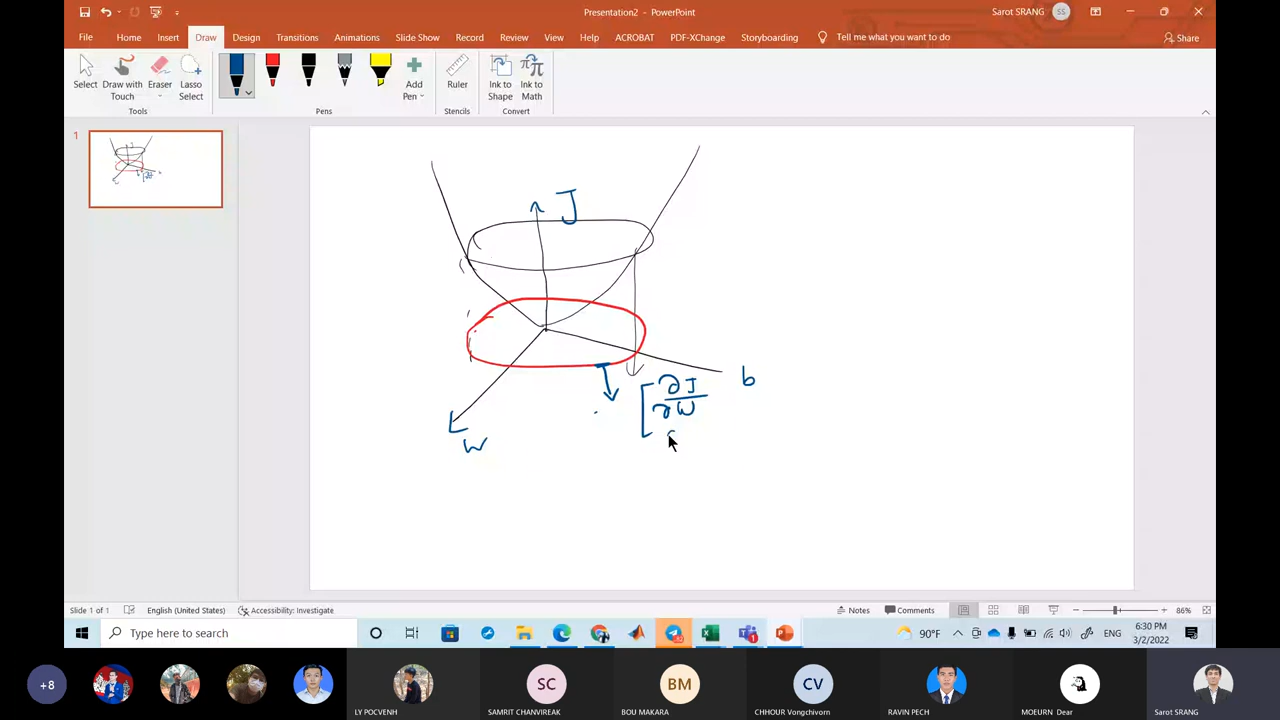 Presentation2 - PowerPoint
Sarot SRANG
SS
File
Home
Insert
Draw
Design
Transitions
Animations
Slide Show
Record
Review
View
Help
ACROBAT
PDF-XChange
Storyboarding
Tell me what you want to do
Share
Select
Draw with Touch
Eraser
Lasso Select
Add Pen
Ruler
Ink to Shape
Ink to Math
Tools
Pens
Stencils
Convert
1
J
b
∂J
∂W
W
Slide 1 of 1
English (United States)
Accessibility: Investigate
Notes
Comments
86%
Type here to search
90°F
ENG
6:30 PM
3/2/2022
+8
SC
BM
CV
LY POCVENH
SAMRIT CHANVIREAK
BOU MAKARA
CHHOUR Vongchivorn
RAVIN PECH
MOEURN Dear
Sarot SRANG